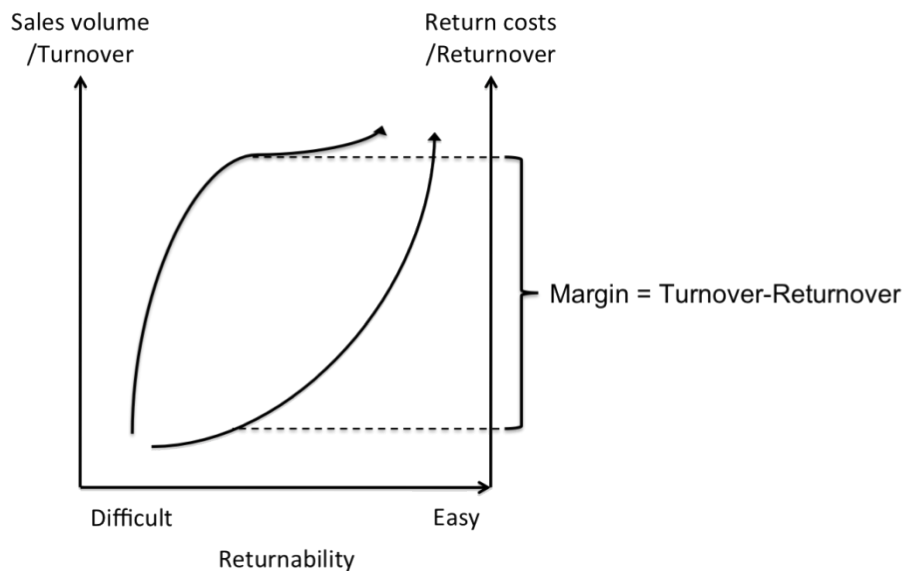 Sales volume
/Turnover
Return costs
/Returnover
Margin = Turnover-Returnover
Difficult
Easy
Returnability